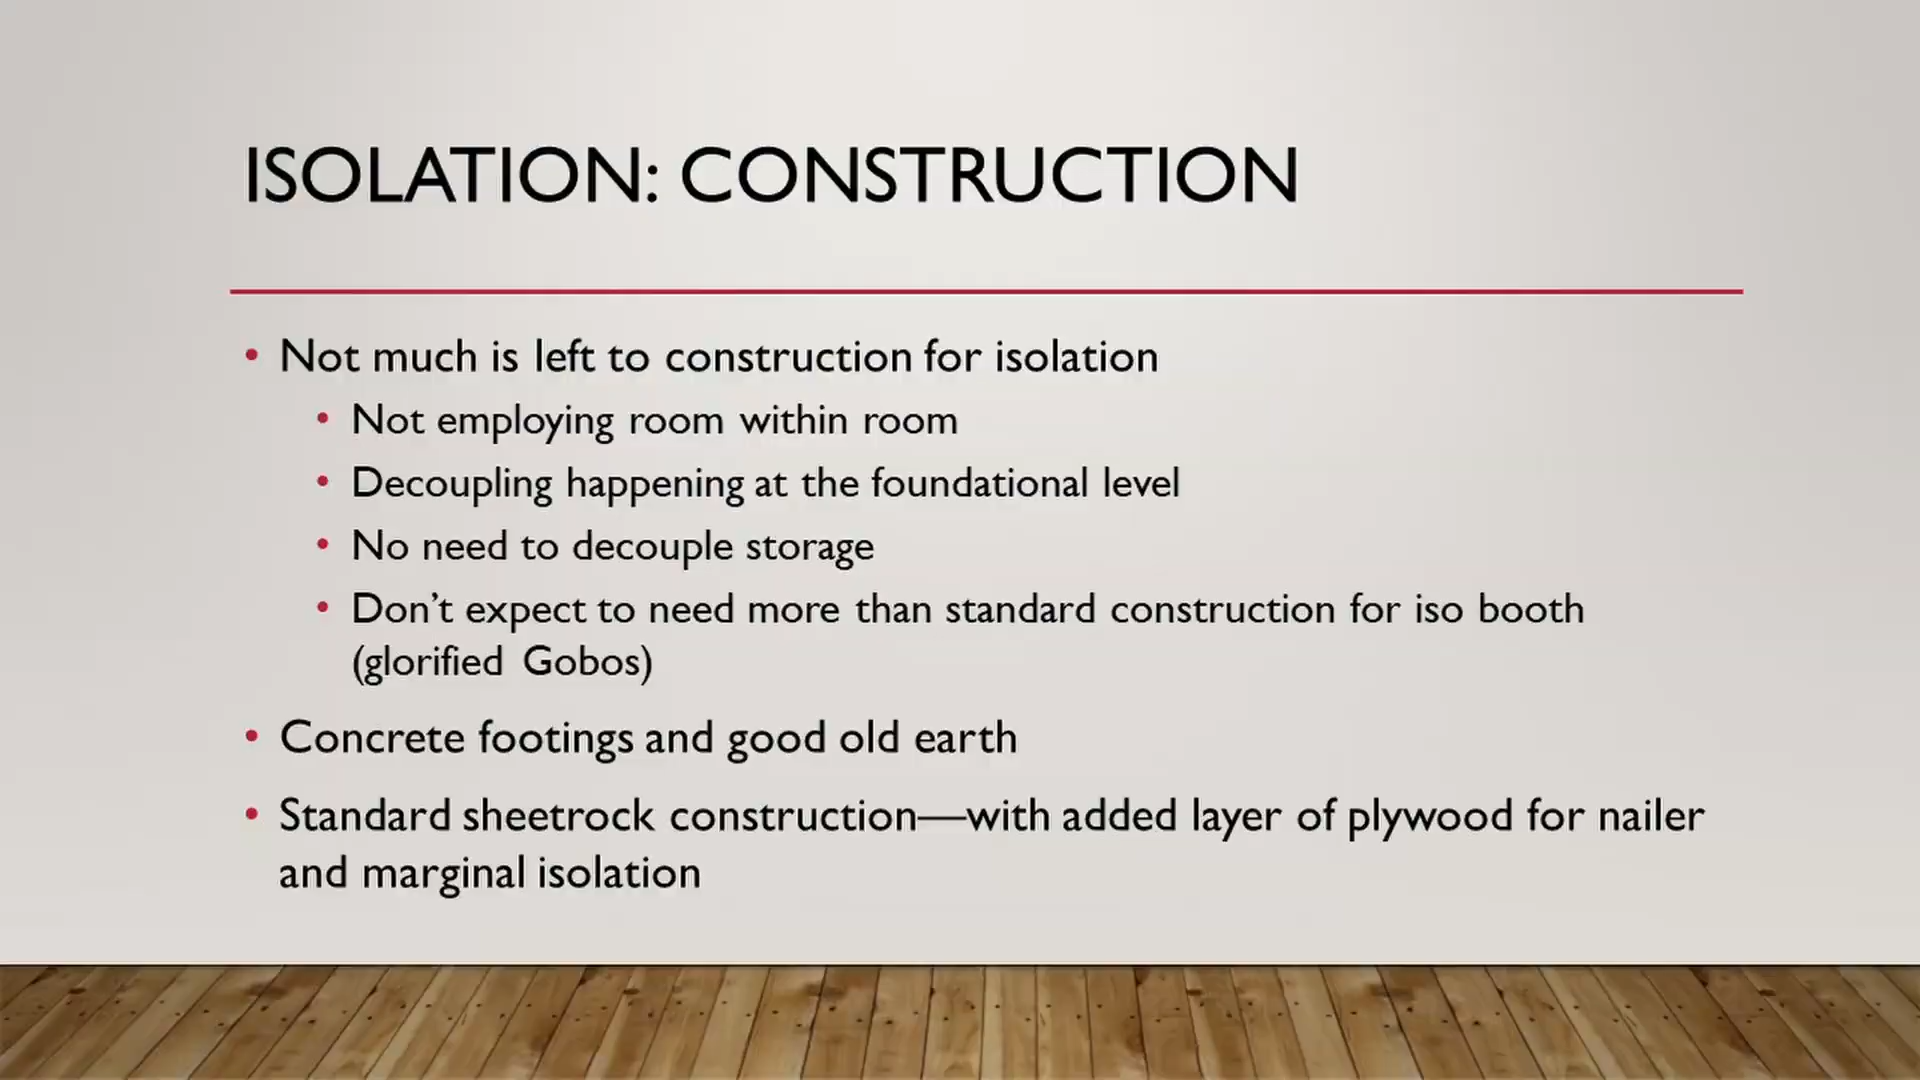 ISOLATION: CONSTRUCTION
• Not much is left to construction for isolation
• Not employing room within room
• Decoupling happening at the foundational level
• No need to decouple storage
• Don’t expect to need more than standard construction for iso booth
(glorified Gobos)
• Concrete footings and good old earth
• Standard sheetrock construction—with added layer of plywood for nailer
and marginal isolation